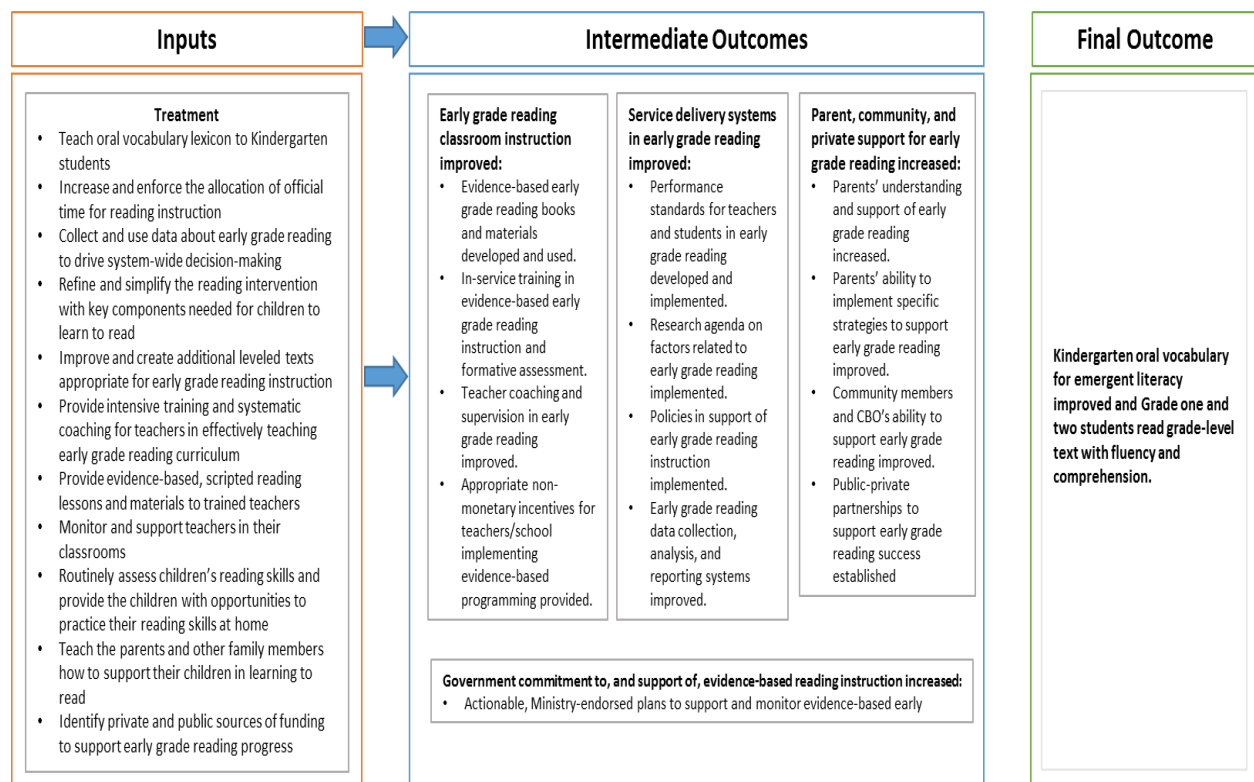 Inputs
Intermediate Outcomes
Final Outcome
Treatment
• Teach oral vocabulary lexicon to Kindergarten
students
• Increase and enforce the allocation of official
time for reading instruction
• Collect and use data about early grade reading
to drive system-wide decision-making
• Refine and simplify the reading intervention
with key components needed for children to
learn to read
• Improve and create additional leveled texts
appropriate for early grade reading instruction
• Provide intensive training and systematic
coaching for teachers in effectively teaching
early grade reading curriculum
• Provide evidence-based, scripted reading
lessons and materials to trained teachers
• Monitor and support teachers in their
classrooms
• Routinely assess children's reading skills and
provide the children with opportunities to
practice their reading skills at home
• Teach the parents and other family members
how to support their children in learning to
read
• Identify private and public sources of funding
to support early grade reading progress
Early grade reading
classroom instruction
improved:
• Evidence-based early
grade reading books
and materials
developed and used.
• In-service training in
evidence-based early
grade reading
instruction and
formative assessment.
• Teacher coaching and
supervision in early
grade reading
improved.
• Appropriate non-
monetary incentives for
teachers/school
implementing
evidence-based
programming provided.
Service delivery systems
in early grade reading
improved:
• Performance
standards for teachers
and students in early
grade reading
developed and
implemented.
• Research agenda on
factors related to
early grade reading
implemented.
• Policies in support of
early grade reading
instruction
implemented.
• Early grade reading
data collection,
analysis, and
reporting systems
improved.
Parent, community, and
private support for early
grade reading increased:
• Parents' understanding
and support of early
grade reading
increased.
• Parents' ability to
implement specific
strategies to support
early grade reading
improved.
• Community members
and CBO's ability to
support early grade
reading improved.
• Public-private
partnerships to
support early grade
reading success
established
Government commitment to, and support of, evidence-based reading instruction increased:
• Actionable, Ministry-endorsed plans to support and monitor evidence-based early
Kindergarten oral vocabulary
for emergent literacy
improved and Grade one and
two students read grade-level
text with fluency and
comprehension.